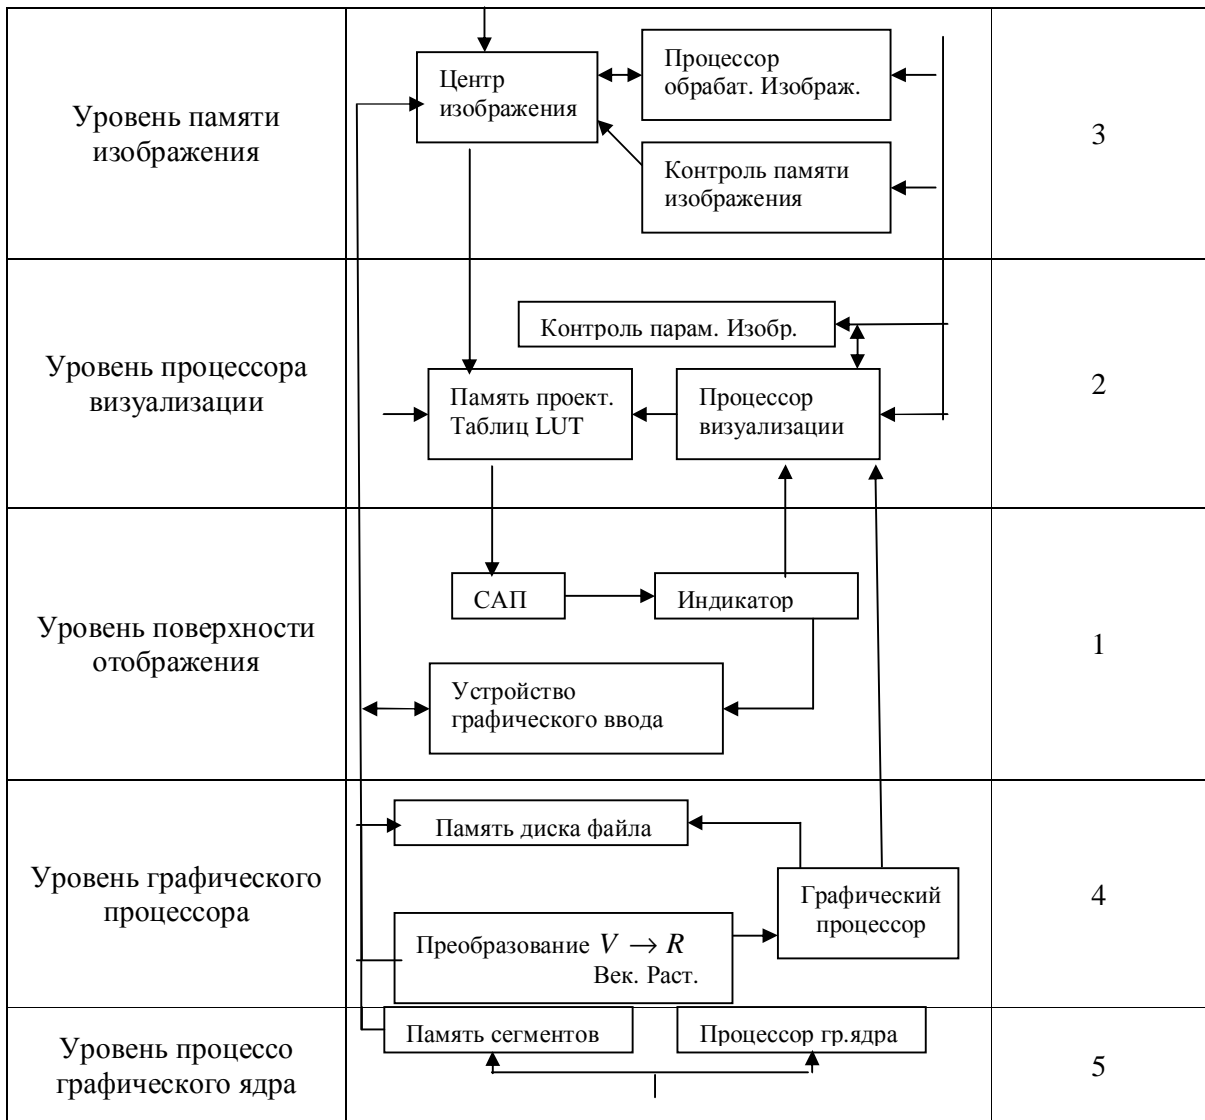 Уровень памяти
изображения
Центр
изображения
Процессор
обрабат. Изображ.
Контроль памяти
изображения
3
Уровень процессора
визуализации
Контроль парам. Изобр.
Память проект.
Таблиц LUT
Процессор
визуализации
2
Уровень поверхности
отображения
САП
Индикатор
Устройство
графического ввода
1
Уровень графического
процессора
Память диска файла
Графический
процессор
Преобразование V → R
Век. Раст.
4
Уровень процессо
графического ядра
Память сегментов
Процессор гр.ядра
5